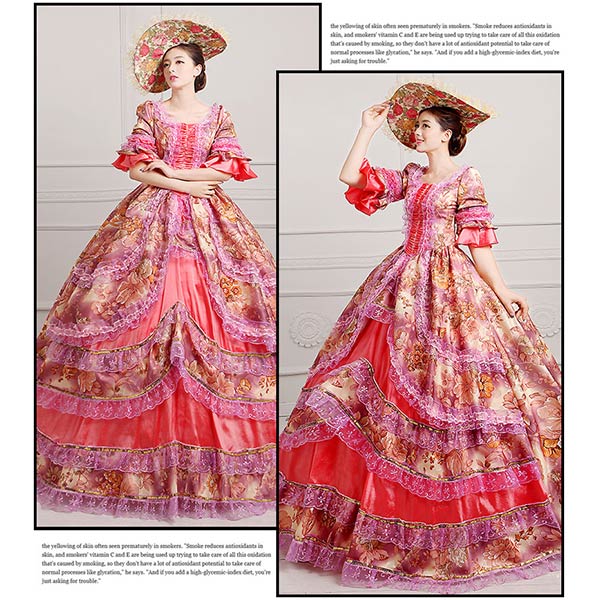 the yellowing of skin often seen prematurely in smokers. "Smoke reduces antioxidants in
skin, and smokers' vitamin C and E are being used up trying to take care of all this oxidation
that's caused by smoking, so they don't have a lot of antioxidant potential to take care of
normal processes like glycation," he says. "And if you add a high-glycemic-index diet, you're
just asking for trouble."
the yellowing of skin often seen prematurely in smokers. "Smoke reduces antioxidants in
skin, and smokers' vitamin C and E are being used up trying to take care of all this oxidation
that's caused by smoking, so they don't have a lot of antioxidant potential to take care of
normal processes like glycation," he says. "And if you add a high-glycemic-index diet, you're
just asking for trouble."